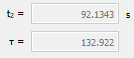 t₂ = 92.1343 s
τ = 132.922